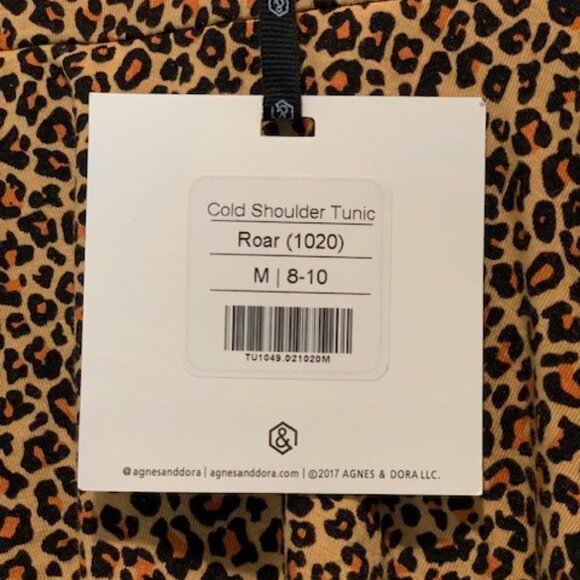 Cold Shoulder Tunic
Roar (1020)
M | 8-10
TU1049.021020M
&
@agnesanddora | agnesanddora.com | ©2017 AGNES & DORA LLC.